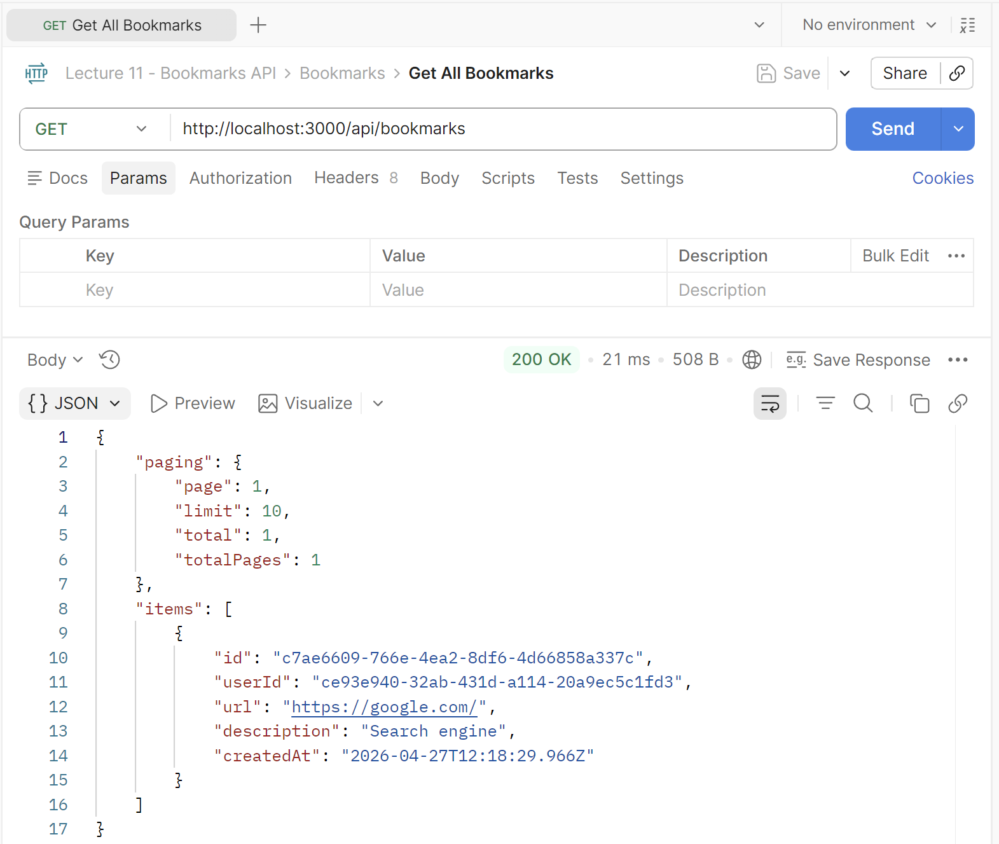 GET Get All Bookmarks
No environment
HTTP Lecture 11 - Bookmarks API > Bookmarks > Get All Bookmarks Save Share
GET http://localhost:3000/api/bookmarks Send
Docs Params Authorization Headers 8 Body Scripts Tests Settings Cookies
Query Params
Key Value Description Bulk Edit
Key Value Description
Body 200 OK • 21 ms • 508 B • e.g. Save Response
{} JSON Preview Visualize
1 {
2     "paging": {
3         "page": 1,
4         "limit": 10,
5         "total": 1,
6         "totalPages": 1
7     },
8     "items": [
9         {
10             "id": "c7ae6609-766e-4ea2-8df6-4d66858a337c",
11             "userId": "ce93e940-32ab-431d-a114-20a9ec5c1fd3",
12             "url": "https://google.com/",
13             "description": "Search engine",
14             "createdAt": "2026-04-27T12:18:29.966Z"
15         }
16     ]
17 }